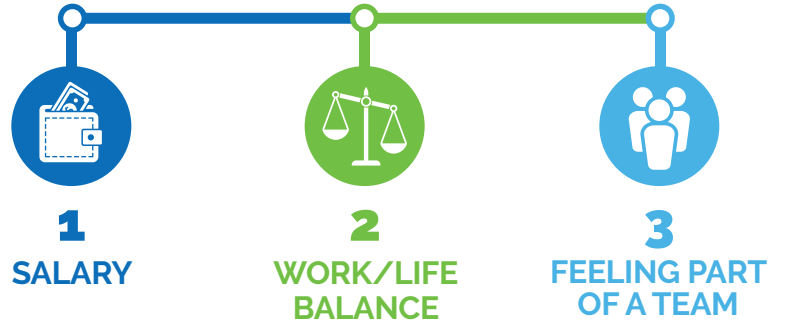 1
SALARY
2
WORK/LIFE
BALANCE
3
FEELING PART
OF A TEAM